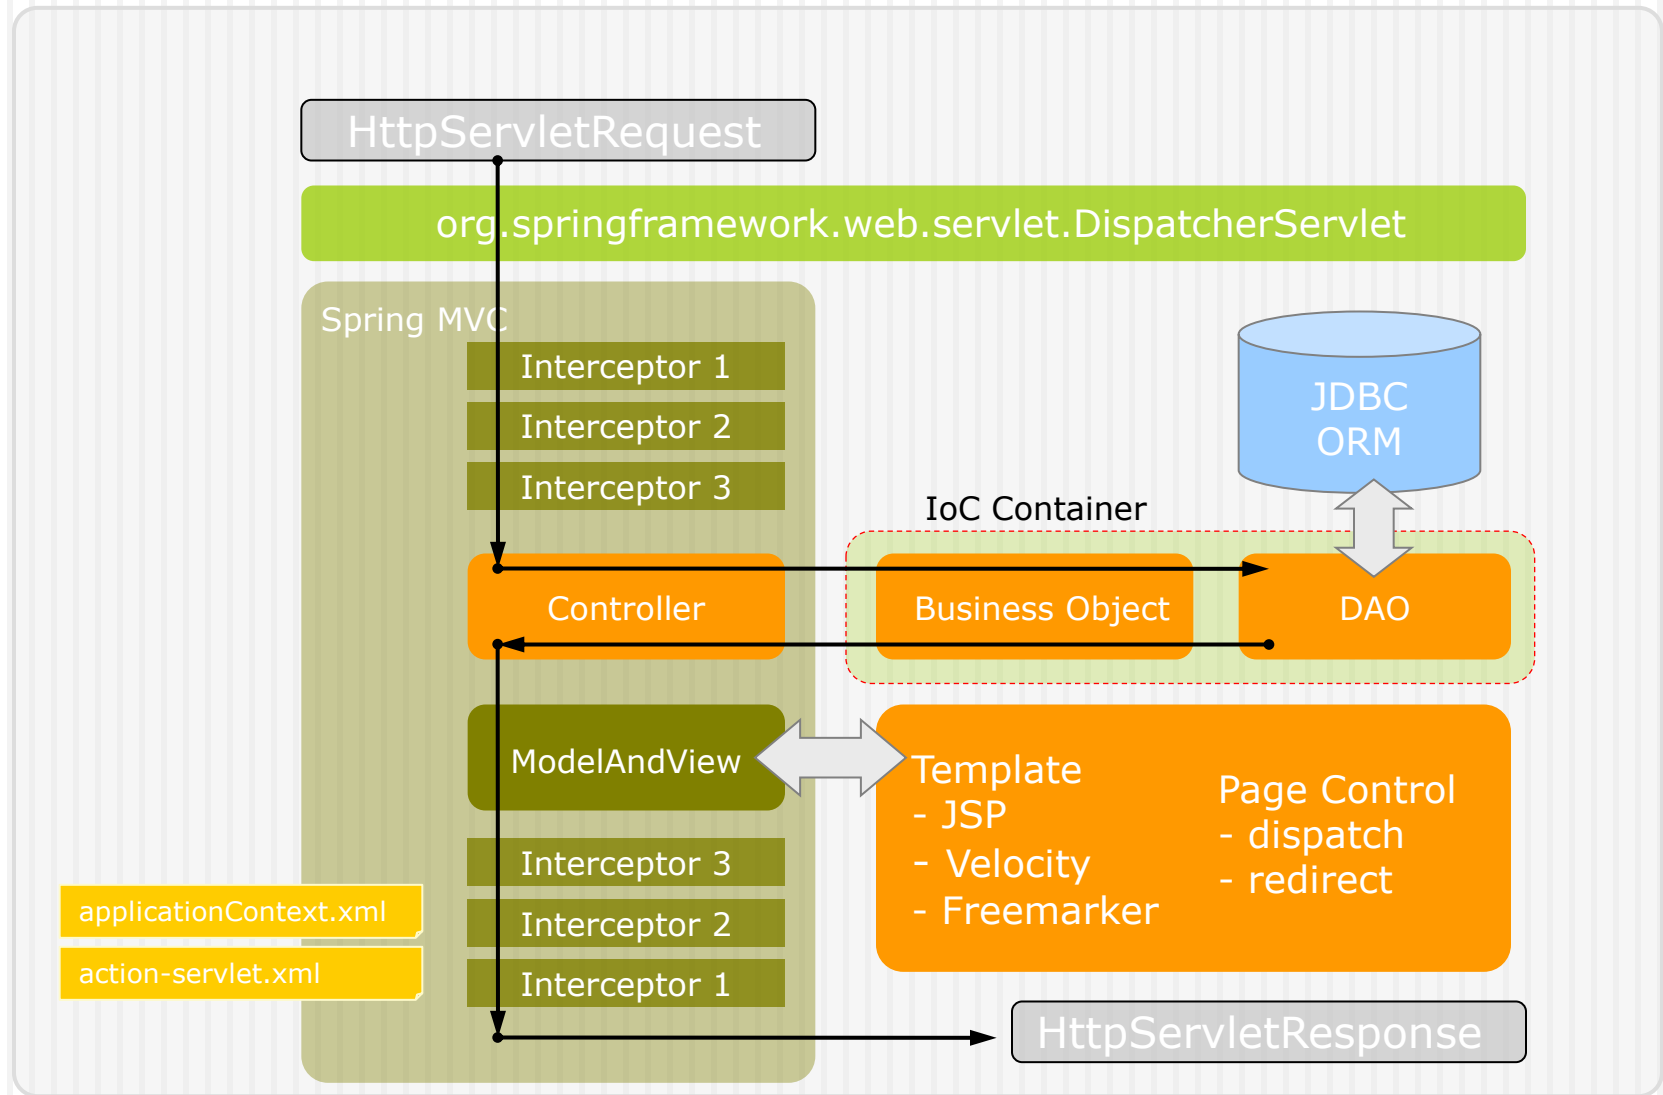 HttpServletRequest
org.springframework.web.servlet.DispatcherServlet
Spring MVC
Interceptor 1
Interceptor 2
Interceptor 3
JDBC
ORM
IoC Container
Controller
Business Object
DAO
ModelAndView
Template
- JSP
- Velocity
- Freemarker
Page Control
- dispatch
- redirect
Interceptor 3
Interceptor 2
Interceptor 1
applicationContext.xml
action-servlet.xml
HttpServletResponse